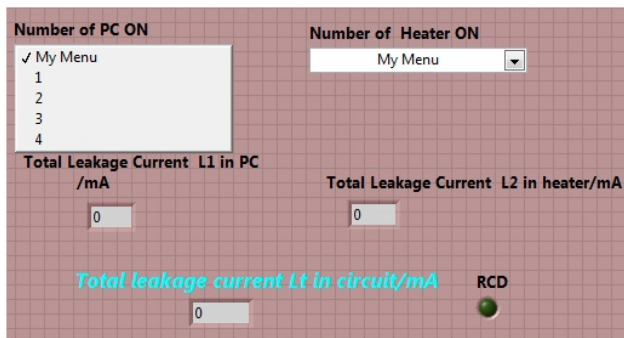 Number of PC ON
✓ My Menu
1
2
3
4
Number of Heater ON
My Menu
Total Leakage Current L1 in PC
/mA
0
Total Leakage Current L2 in heater/mA
0
Total leakage current Lt in circuit/mA
0
RCD